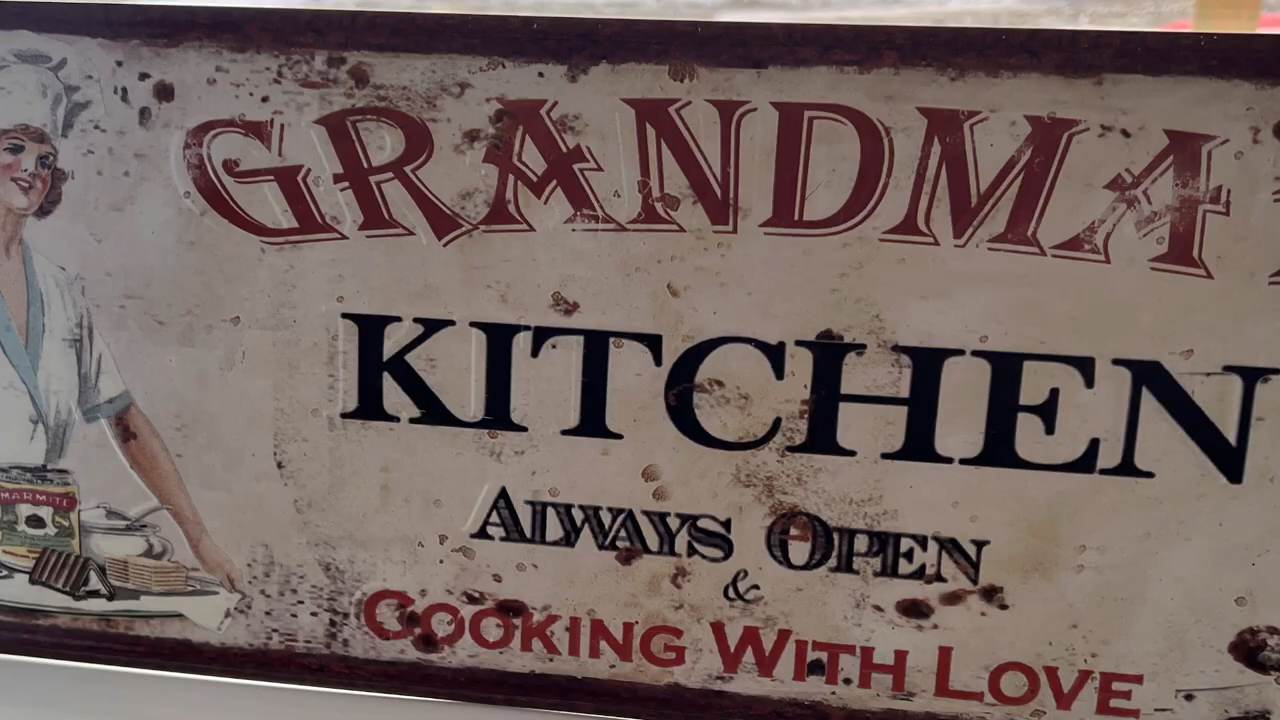 GRANDMA
KITCHEN
ALWAYS OPEN
&
COOKING WITH LOVE
MARMITE